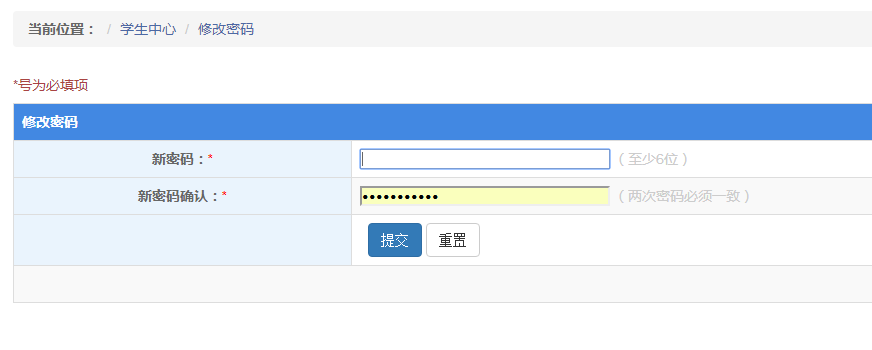 当前位置： / 学生中心 / 修改密码
*号为必填项
修改密码
新密码：* （至少6位）
新密码确认：* ••••••••••• （两次密码必须一致）
提交 重置